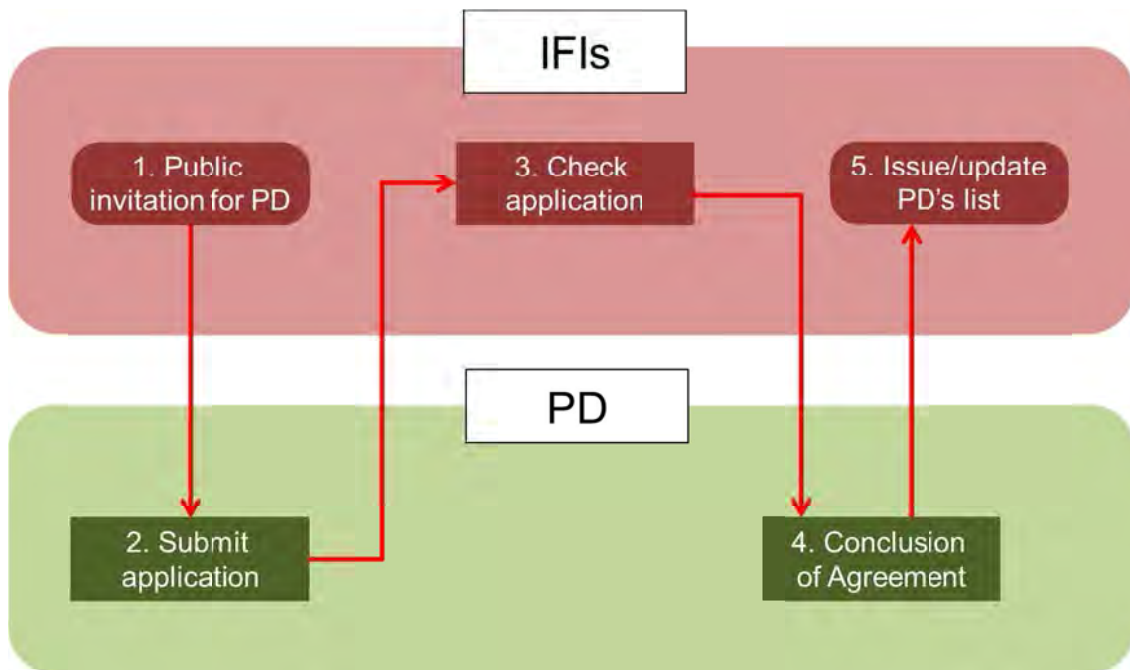 IFIs
1. Public
invitation for PD
3. Check
application
5. Issue/update
PD's list
PD
2. Submit
application
4. Conclusion
of Agreement